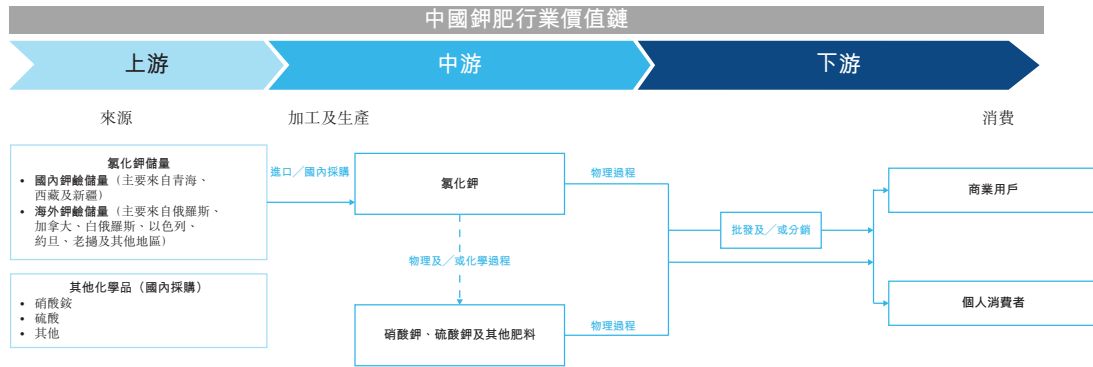 中國鉀肥行業價值鏈
上游
中游
下游
來源
加工及生產
消費
氯化鉀儲量
• 國內鉀鹼儲量（主要來自青海、
西藏及新疆）
• 海外鉀鹼儲量（主要來自俄羅斯、
加拿大、白俄羅斯、以色列、
約旦、老撾及其他地區）
其他化學品（國內採購）
• 硝酸銨
• 硫酸
• 其他
進口／國內採購
氯化鉀
物理及／或化學過程
硝酸鉀、硫酸鉀及其他肥料
物理過程
物理過程
批發及／或分銷
商業用戶
個人消費者